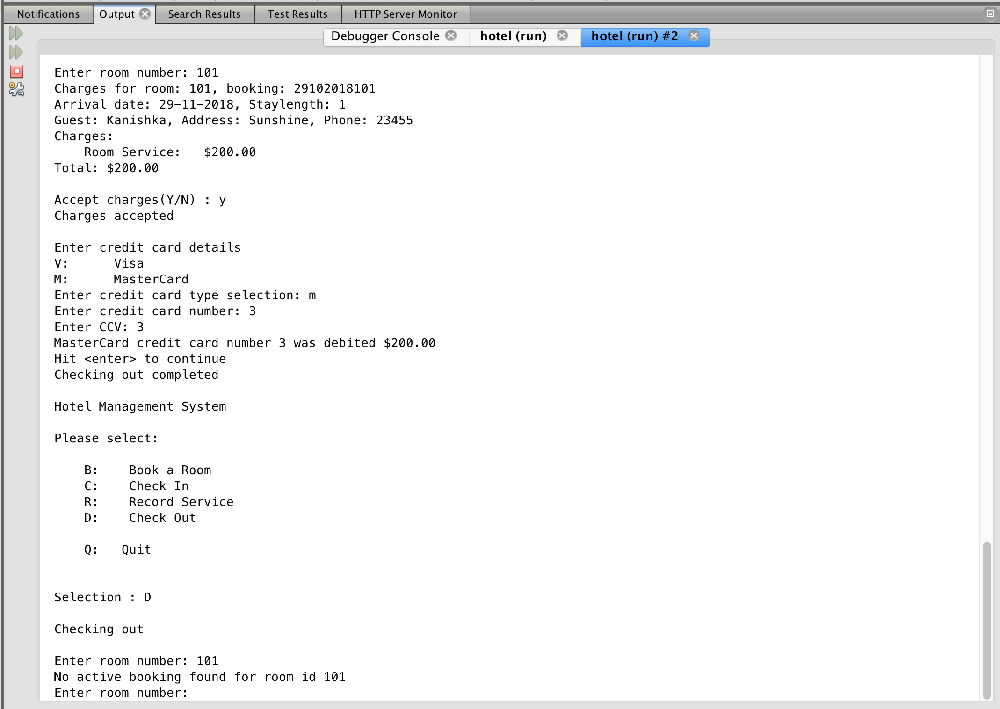 Notifications Output Search Results Test Results HTTP Server Monitor
Debugger Console hotel (run) hotel (run) #2
Enter room number: 101
Charges for room: 101, booking: 29102018101
Arrival date: 29-11-2018, Staylength: 1
Guest: Kanishka, Address: Sunshine, Phone: 23455
Charges:
    Room Service:   $200.00
Total: $200.00
Accept charges(Y/N) : y
Charges accepted
Enter credit card details
V:      Visa
M:      MasterCard
Enter credit card type selection: m
Enter credit card number: 3
Enter CCV: 3
MasterCard credit card number 3 was debited $200.00
Hit <enter> to continue
Checking out completed
Hotel Management System
Please select:
    B:    Book a Room
    C:    Check In
    R:    Record Service
    D:    Check Out
    Q:   Quit
Selection : D
Checking out
Enter room number: 101
No active booking found for room id 101
Enter room number: